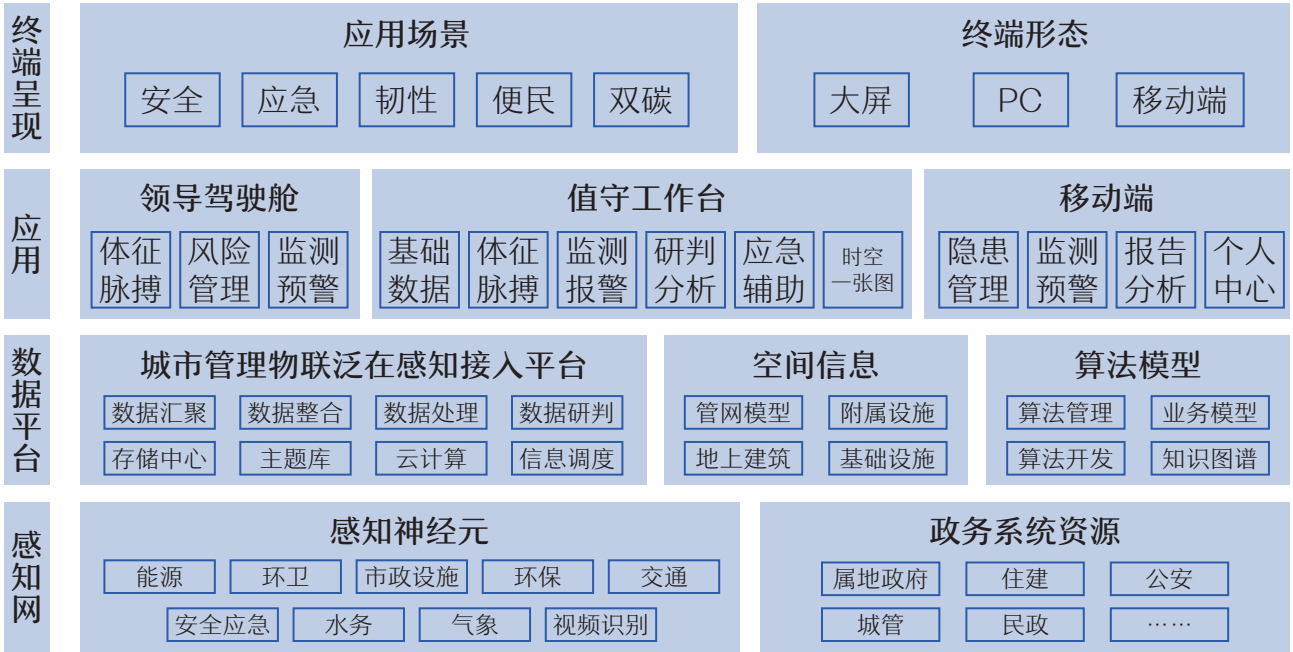 终端呈现
应用场景
安全
应急
韧性
便民
双碳
终端形态
大屏
PC
移动端
应用
领导驾驶舱
体征
脉搏
风险
管理
监测
预警
值守工作台
基础
数据
体征
脉搏
监测
报警
研判
分析
应急
辅助
时空
一张图
移动端
隐患
管理
监测
预警
报告
分析
个人
中心
数据平台
城市管理物联泛在感知接入平台
数据汇聚
数据整合
数据处理
数据研判
存储中心
主题库
云计算
信息调度
空间信息
管网模型
附属设施
地上建筑
基础设施
算法模型
算法管理
业务模型
算法开发
知识图谱
感知网
感知神经元
能源
环卫
市政设施
环保
交通
安全应急
水务
气象
视频识别
政务系统资源
属地政府
住建
公安
城管
民政
……